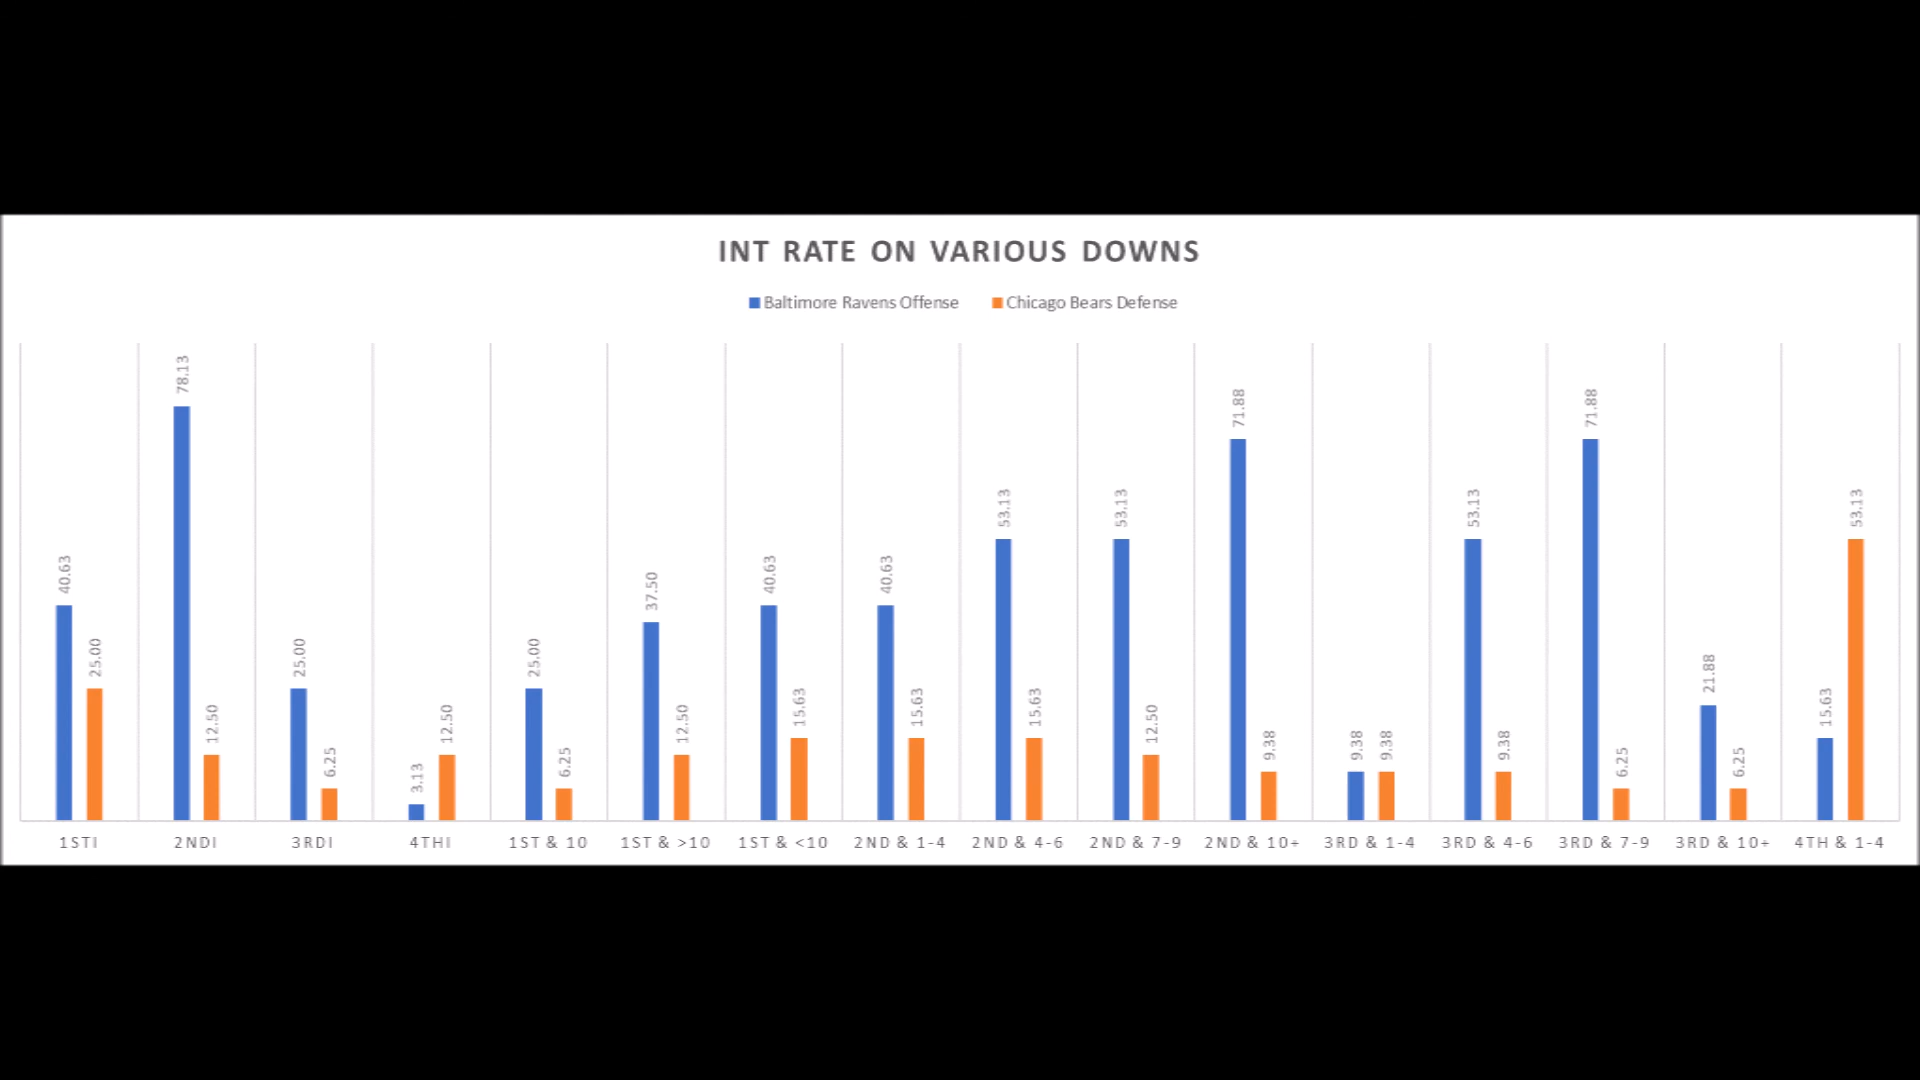 INT RATE ON VARIOUS DOWNS
Baltimore Ravens Offense Chicago Bears Defense
40.63 25.00 78.13 12.50 25.00 6.25 3.13 12.50 25.00 6.25 37.50 12.50 40.63 15.63 40.63 15.63 53.13 15.63 53.13 12.50 71.88 9.38 9.38 9.38 53.13 9.38 71.88 6.25 21.88 6.25 15.63 53.13
1STI 2NDI 3RDI 4THI 1ST & 10 1ST & >10 1ST & <10 2ND & 1-4 2ND & 4-6 2ND & 7-9 2ND & 10+ 3RD & 1-4 3RD & 4-6 3RD & 7-9 3RD & 10+ 4TH & 1-4